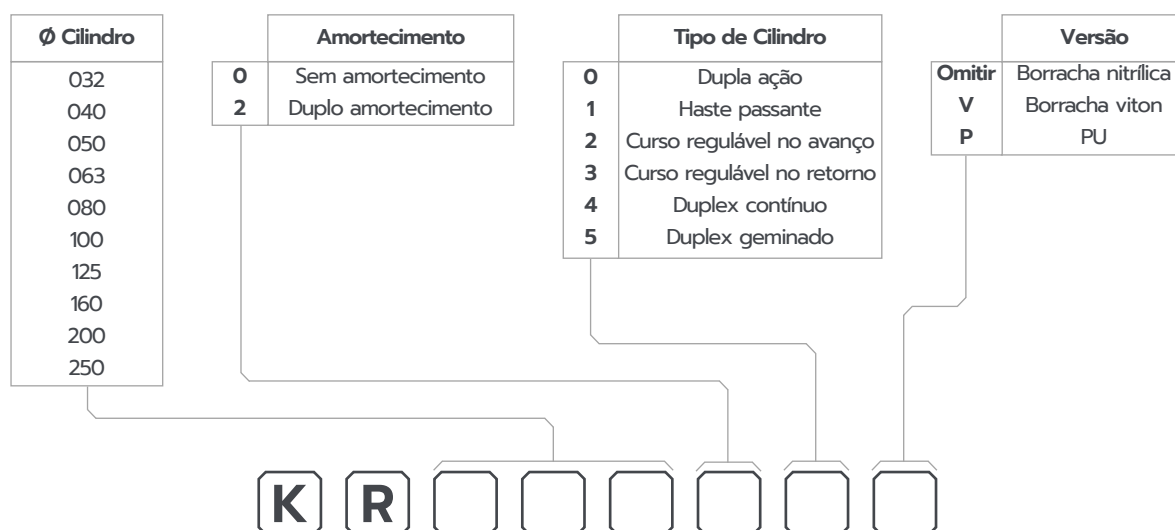 Ø Cilindro
032
040
050
063
080
100
125
160
200
250
Amortecimento
0 Sem amortecimento
2 Duplo amortecimento
Tipo de Cilindro
0 Dupla ação
1 Haste passante
2 Curso regulável no avanço
3 Curso regulável no retorno
4 Duplex contínuo
5 Duplex geminado
Versão
Omitir Borracha nitrílica
V Borracha viton
P PU
K R